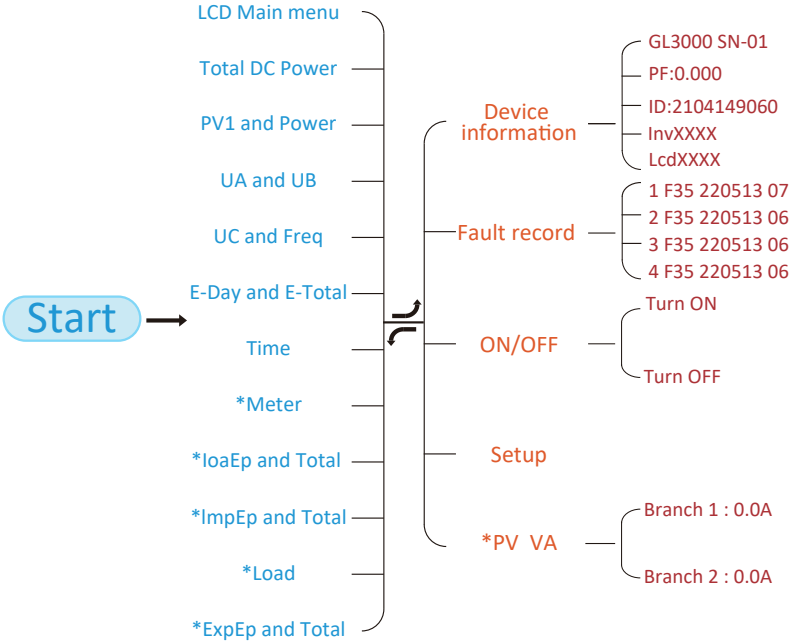 Start
LCD Main menu
Total DC Power
PV1 and Power
UA and UB
UC and Freq
E-Day and E-Total
Time
*Meter
*IoaEp and Total
*ImpEp and Total
*Load
*ExpEp and Total
Device
information
Fault record
ON/OFF
Setup
*PV VA
GL3000 SN-01
PF:0.000
ID:2104149060
InvXXXX
LcdXXXX
1 F35 220513 07
2 F35 220513 06
3 F35 220513 06
4 F35 220513 06
Turn ON
Turn OFF
Branch 1 : 0.0A
Branch 2 : 0.0A